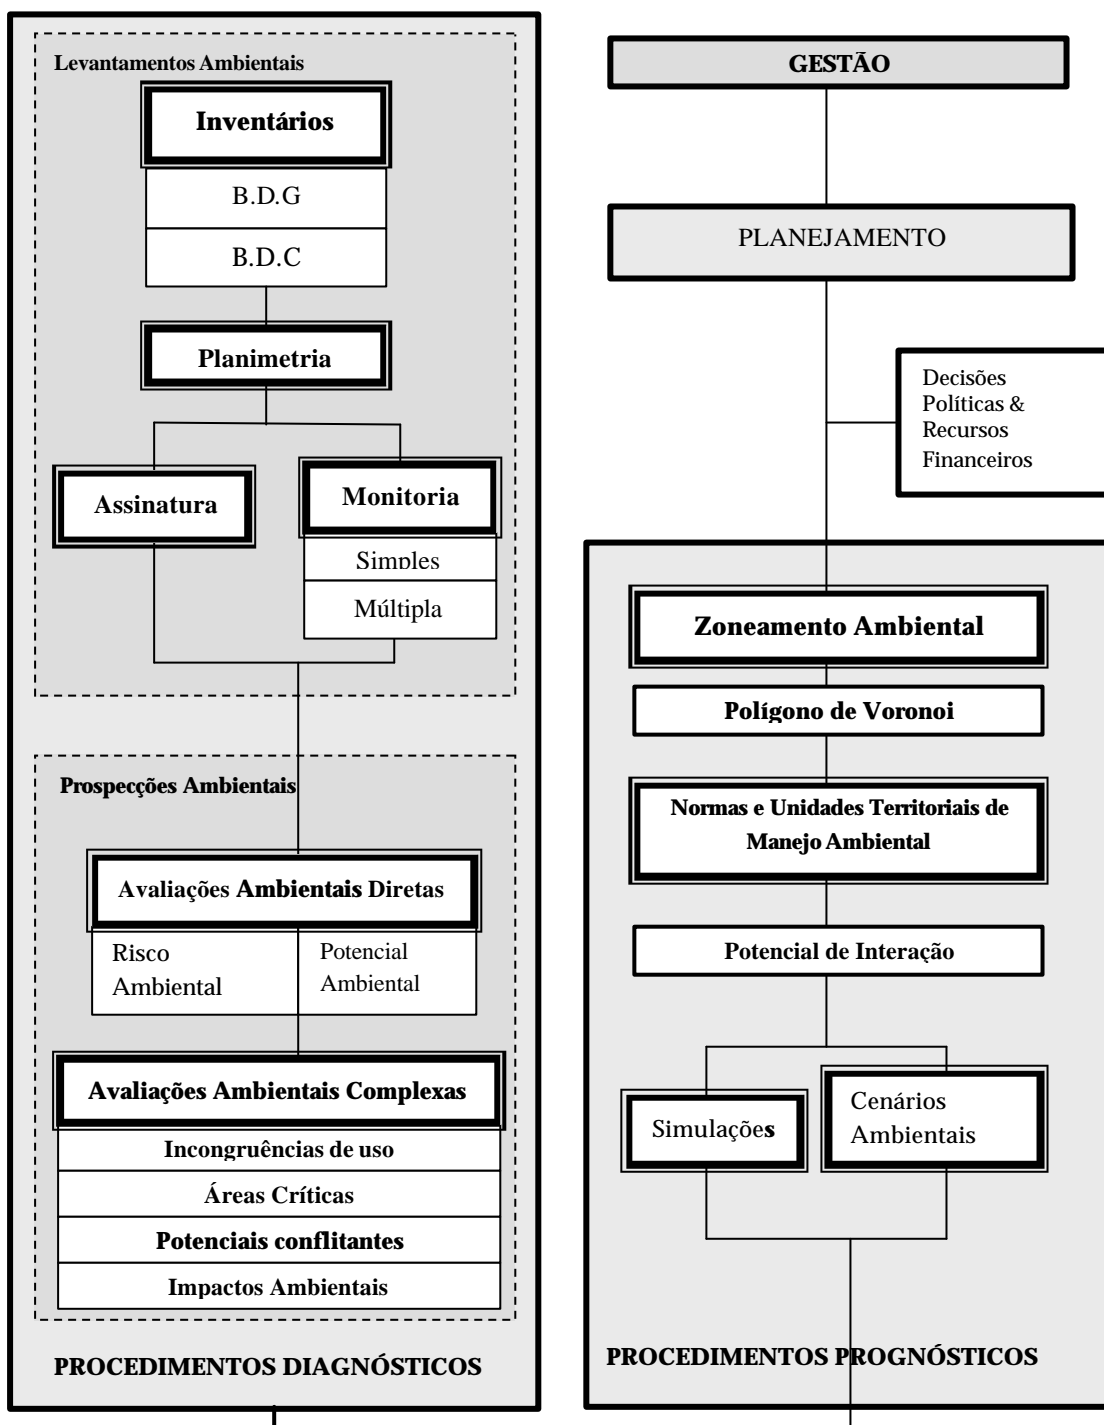 Levantamentos Ambientais
Inventários
B.D.G
B.D.C
Planimetria
Assinatura
Monitoria
Simples
Múltipla
Prospecções Ambientais
Avaliações Ambientais Diretas
Risco
Ambiental
Potencial
Ambiental
Avaliações Ambientais Complexas
Incongruências de uso
Áreas Críticas
Potenciais conflitantes
Impactos Ambientais
PROCEDIMENTOS DIAGNÓSTICOS
GESTÃO
PLANEJAMENTO
Decisões
Políticas &
Recursos
Financeiros
Zoneamento Ambiental
Polígono de Voronoi
Normas e Unidades Territoriais de
Manejo Ambiental
Potencial de Interação
Simulações
Cenários
Ambientais
PROCEDIMENTOS PROGNÓSTICOS